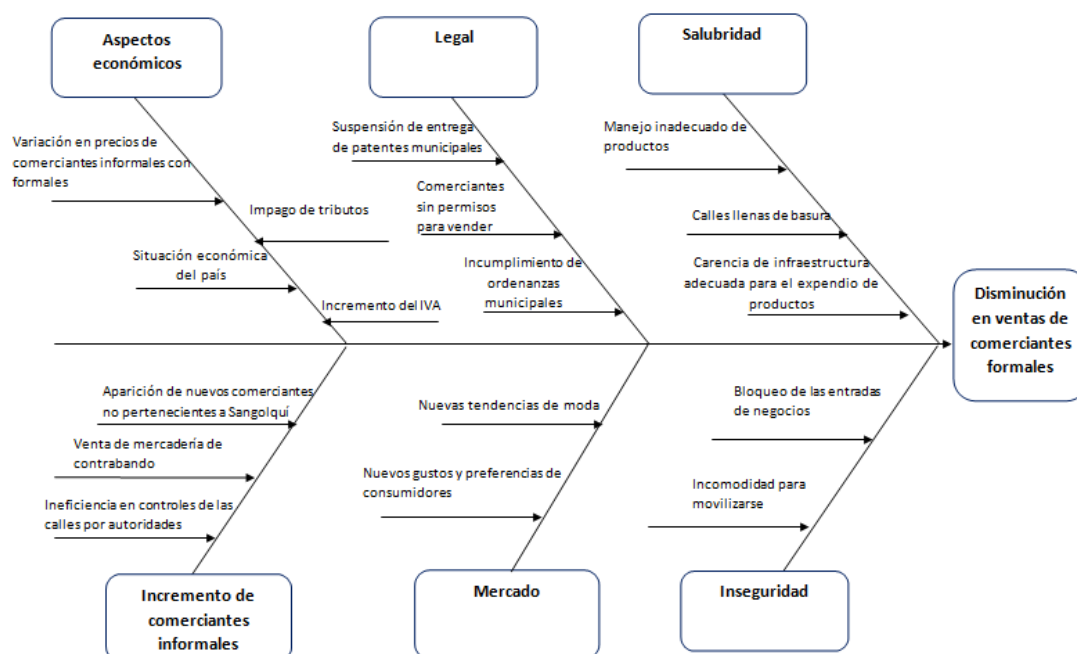 Aspectos
económicos
Legal
Salubridad
Variación en precios de
comerciantes informales con
formales
Impago de tributos
Situación económica
del país
Incremento del IVA
Suspensión de entrega
de patentes municipales
Comerciantes
sin permisos
para vender
Incumplimiento de
ordenanzas
municipales
Manejo inadecuado de
productos
Calles llenas de basura
Carencia de infraestructura
adecuada para el expendio de
productos
Disminución
en ventas de
comerciantes
formales
Aparición de nuevos comerciantes
no pertenecientes a Sangolquí
Venta de mercadería de
contrabando
Ineficiencia en controles de las
calles por autoridades
Nuevas tendencias de moda
Nuevos gustos y preferencias de
consumidores
Bloqueo de las entradas
de negocios
Incomodidad para
movilizarse
Incremento de
comerciantes
informales
Mercado
Inseguridad